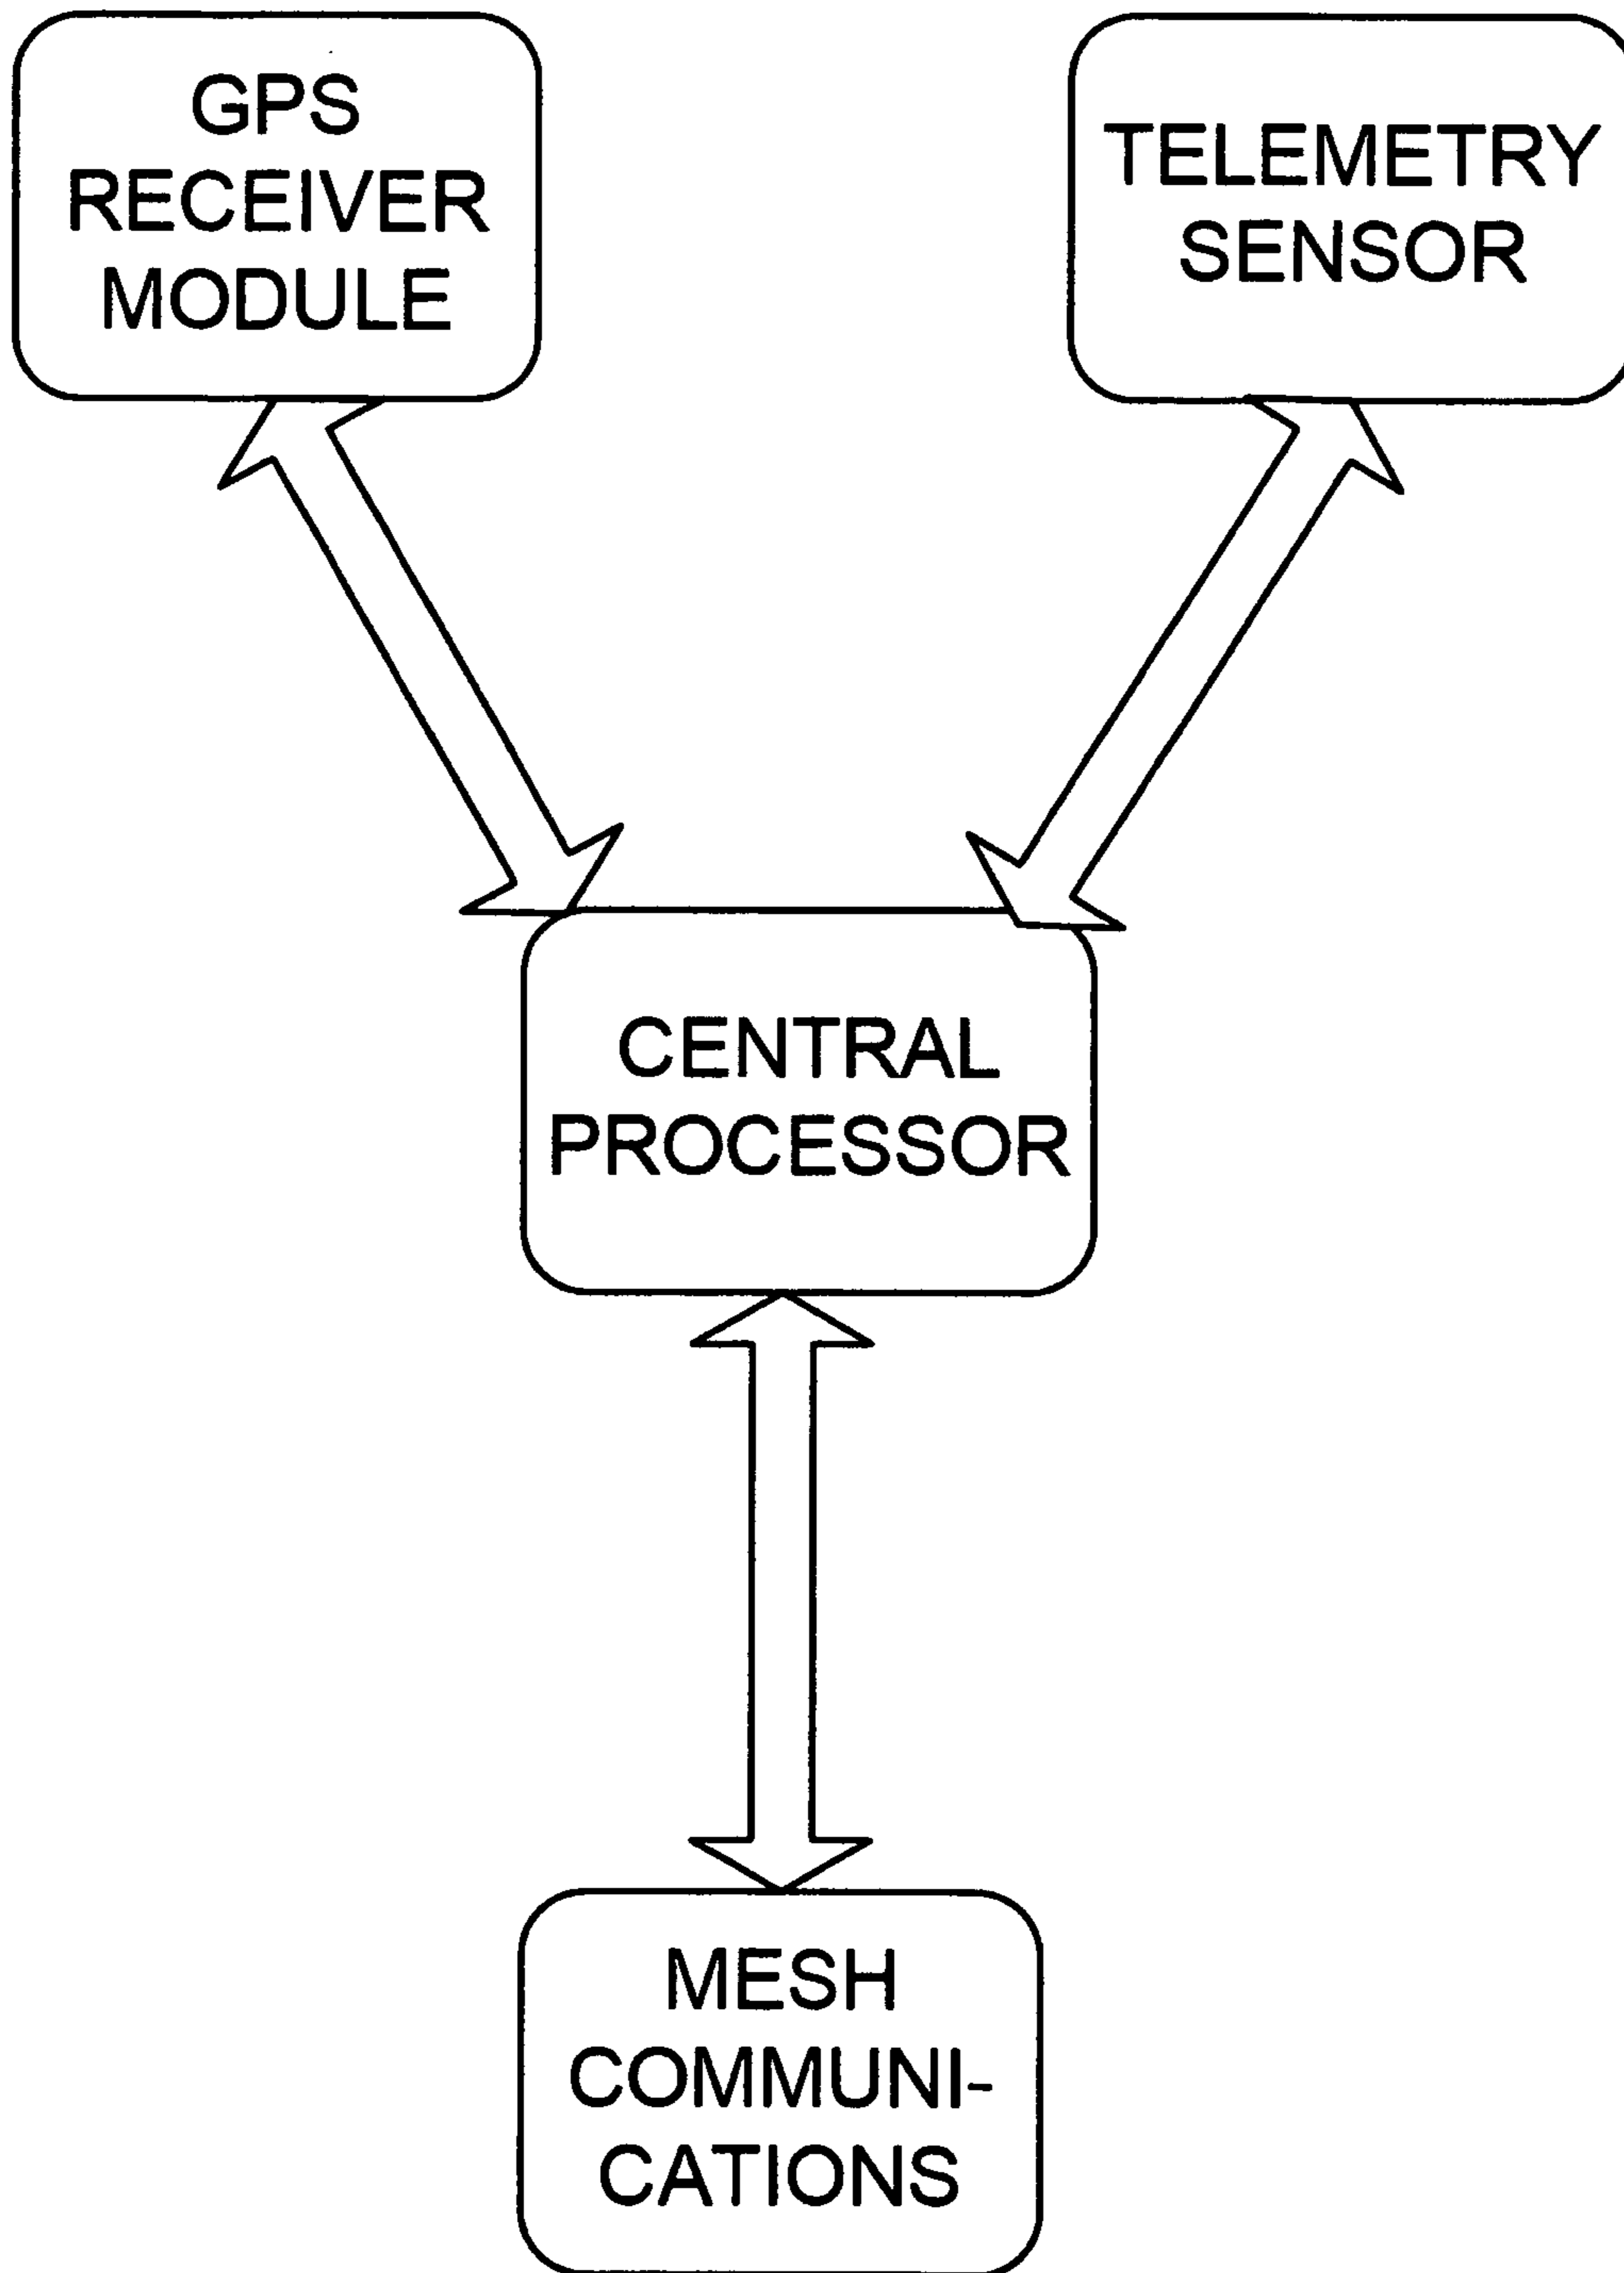 GPS
RECEIVER
MODULE
TELEMETRY
SENSOR
CENTRAL
PROCESSOR
MESH
COMMUNI-
CATIONS